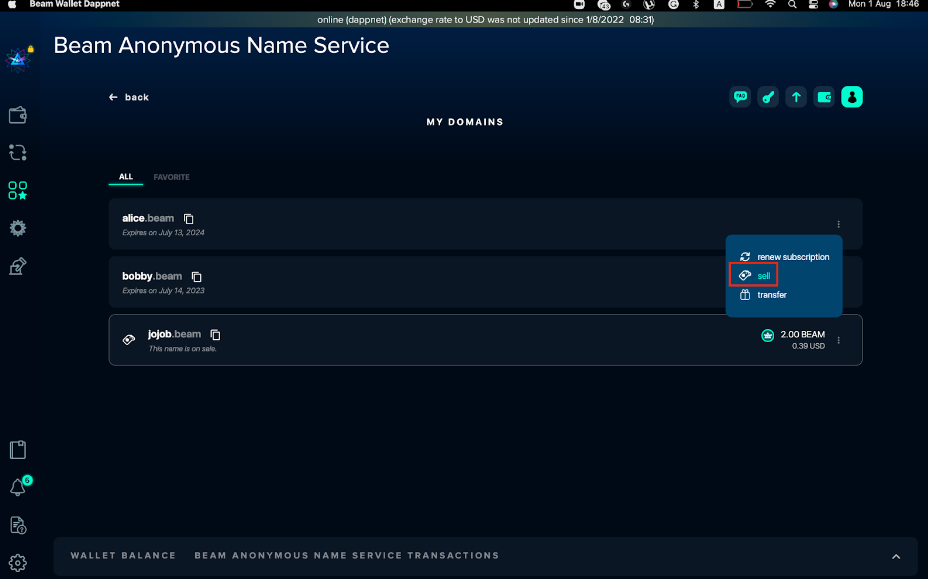 Beam Wallet Dappnet
43
A
Mon 1 Aug 18:46
online (dappnet) (exchange rate to USD was not updated since 1/8/2022 08:31)
Beam Anonymous Name Service
back
FAQ
MY DOMAINS
ALL
FAVORITE
alice.beam
Expires on July 13, 2024
renew subscription
sell
transfer
bobby.beam
Expires on July 14, 2023
jojob.beam
This name is on sale.
2.00 BEAM
0.39 USD
6
WALLET BALANCE
BEAM ANONYMOUS NAME SERVICE TRANSACTIONS